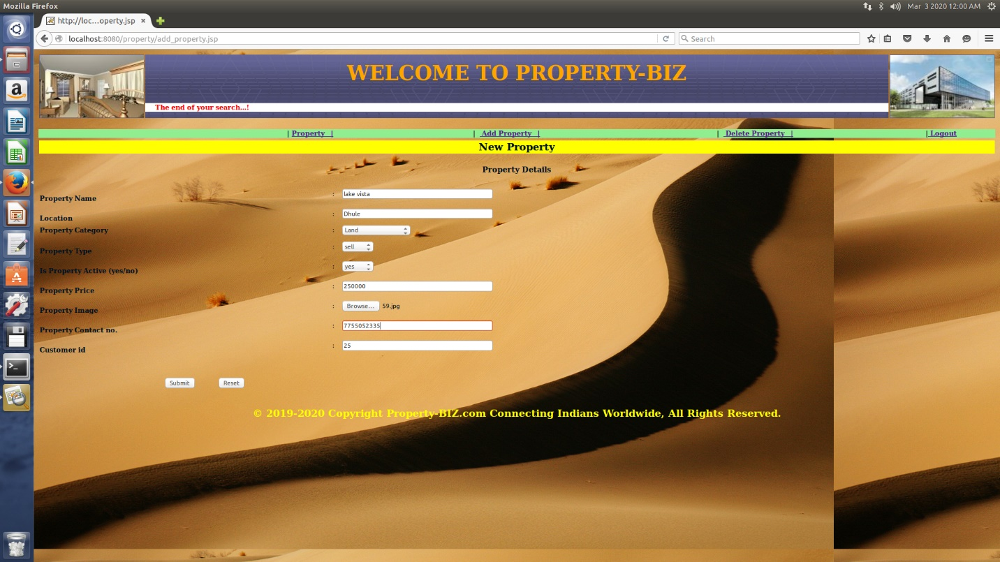 Mozilla Firefox
Mar 3 2020 12:00 AM
http://loc...operty.jsp
localhost:8080/property/add_property.jsp
Search
WELCOME TO PROPERTY-BIZ
The end of your search...!
| Property | | Add Property | | Delete Property | | Logout
New Property
Property Details
Property Name : lake vista
Location : Dhule
Property Category : Land
Property Type : sell
Is Property Active (yes/no) : yes
Property Price : 250000
Property Image : Browse... 59.jpg
Property Contact no. : 7755052335
Customer id : 25
Submit Reset
© 2019-2020 Copyright Property-BIZ.com Connecting Indians Worldwide, All Rights Reserved.